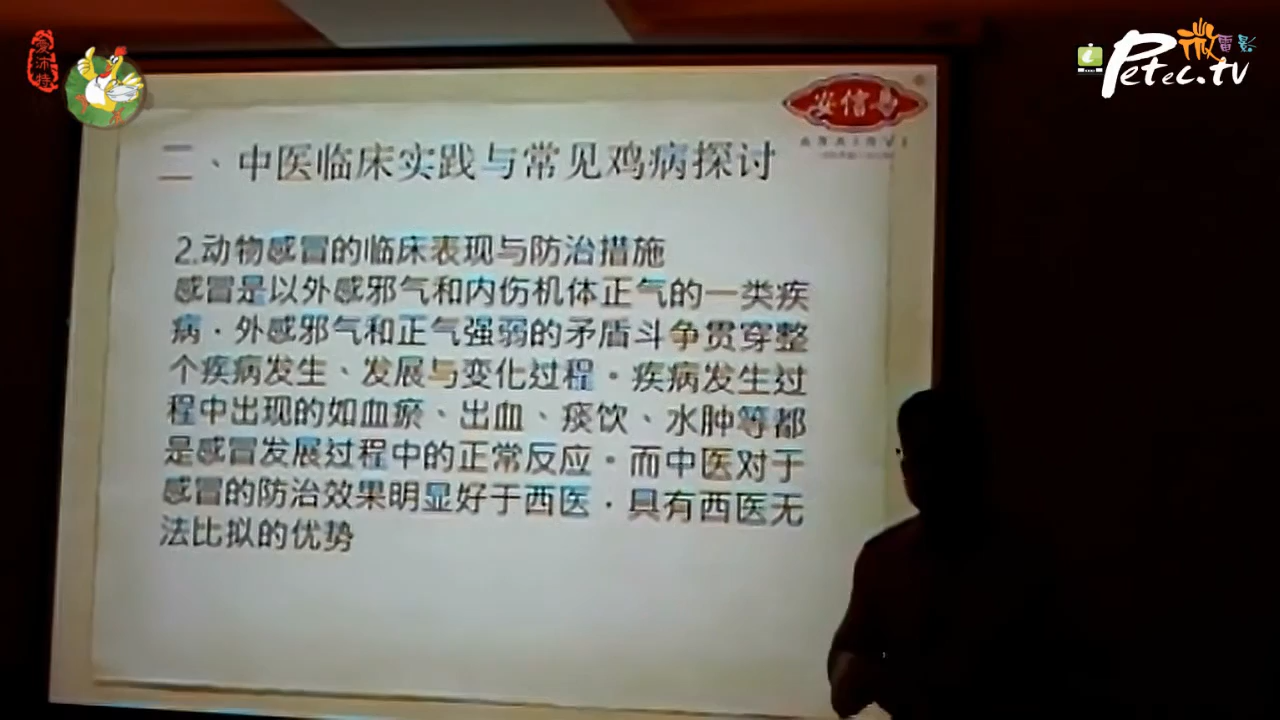 爱沛特
微電影
Petec.tv
安信
二、中医临床实践与常见鸡病探讨
2.动物感冒的临床表现与防治措施
感冒是以外感邪气和内伤机体正气的一类疾
病·外感邪气和正气强弱的矛盾斗争贯穿整
个疾病发生、发展与变化过程·疾病发生过
程中出现的如血瘀、出血、痰饮、水肿等都
是感冒发展过程中的正常反应·而中医对于
感冒的防治效果明显好于西医·具有西医无
法比拟的优势